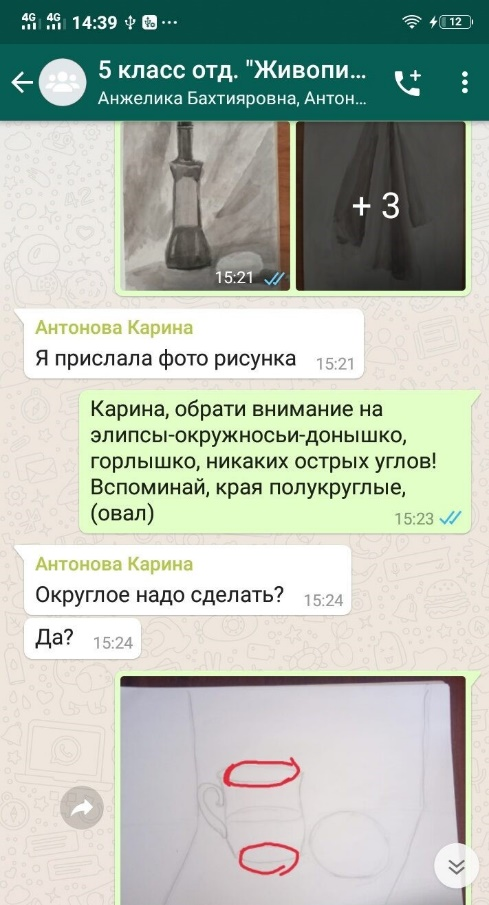 4G 4G 14:39 12
5 класс отд. "Живопи...
Анжелика Бахтияровна, Антон...
15:21
+ 3
Антонова Карина
Я прислала фото рисунка 15:21
Карина, обрати внимание на
элипсы-окружносьи-донышко,
горлышко, никаких острых углов!
Вспоминай, края полукруглые,
(овал) 15:23
Антонова Карина
Округлое надо сделать? 15:24
Да? 15:24